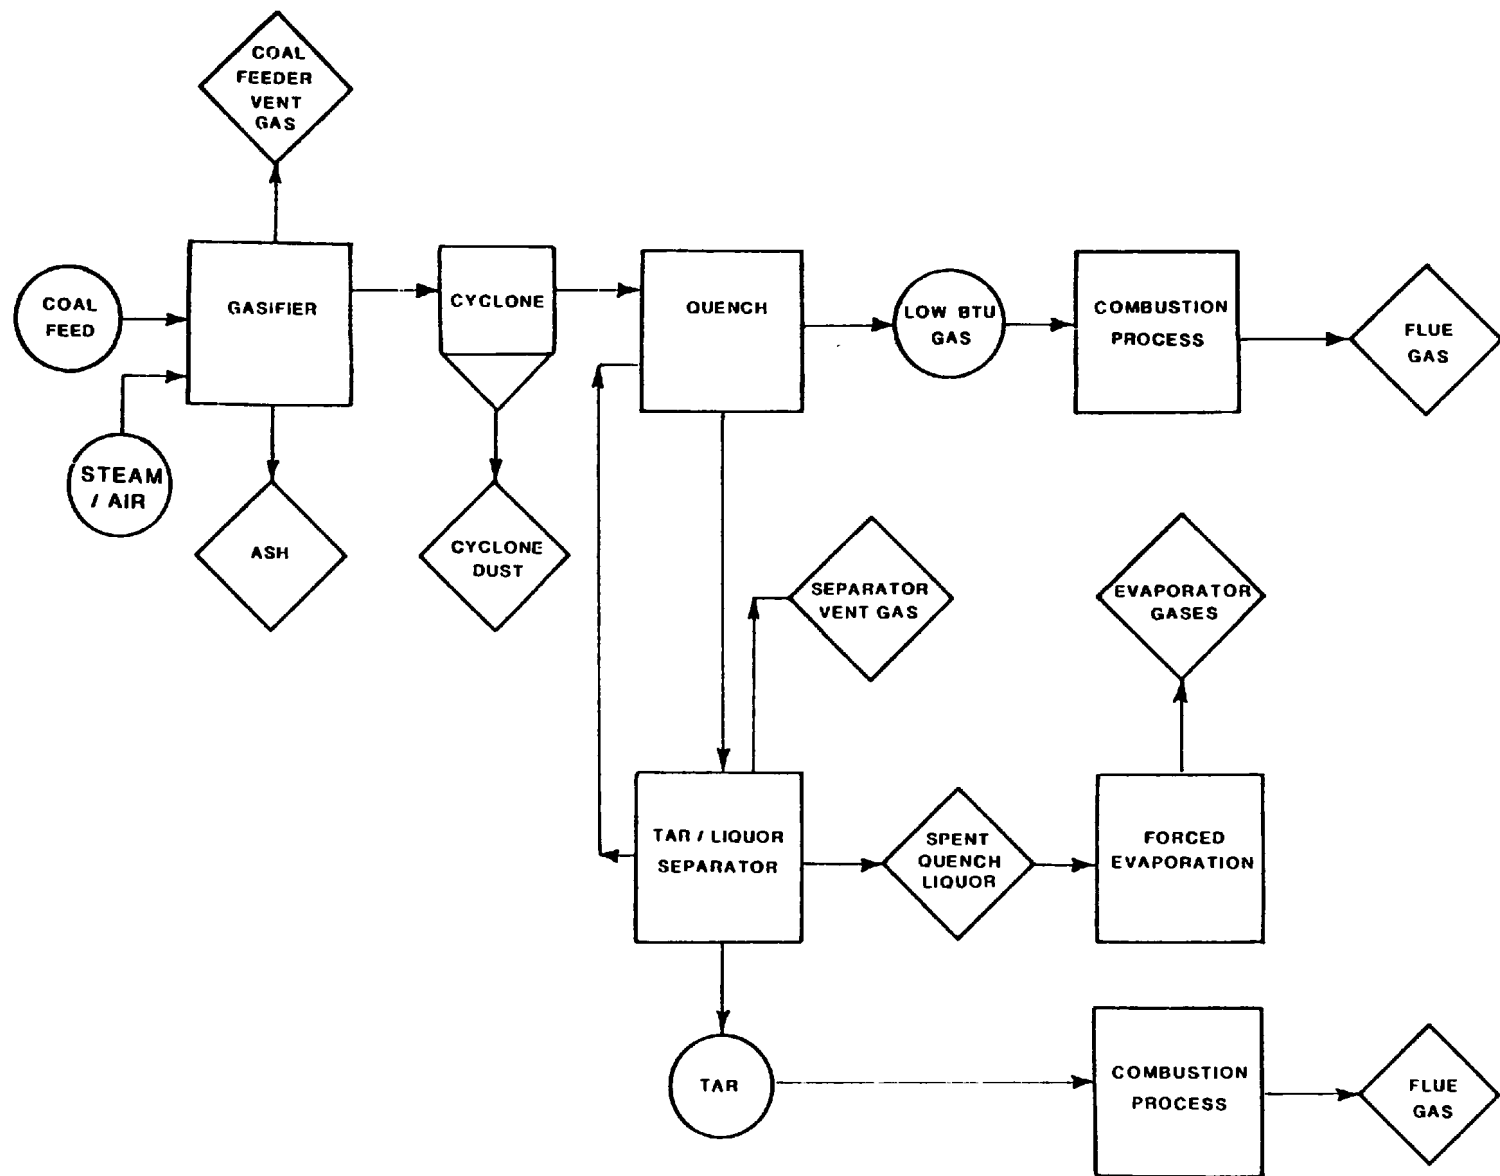 COAL
FEEDER
VENT
GAS
COAL
FEED
GASIFIER
CYCLONE
QUENCH
LOW BTU
GAS
COMBUSTION
PROCESS
FLUE
GAS
STEAM
/ AIR
ASH
CYCLONE
DUST
SEPARATOR
VENT GAS
EVAPORATOR
GASES
TAR / LIQUOR
SEPARATOR
SPENT
QUENCH
LIQUOR
FORCED
EVAPORATION
TAR
COMBUSTION
PROCESS
FLUE
GAS